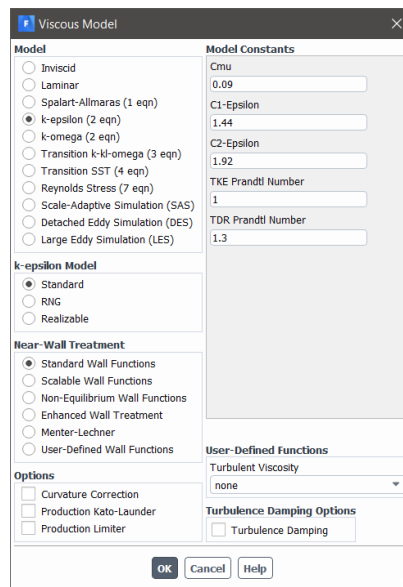 F Viscous Model
Model
Inviscid
Laminar
Spalart-Allmaras (1 eqn)
k-epsilon (2 eqn)
k-omega (2 eqn)
Transition k-kl-omega (3 eqn)
Transition SST (4 eqn)
Reynolds Stress (7 eqn)
Scale-Adaptive Simulation (SAS)
Detached Eddy Simulation (DES)
Large Eddy Simulation (LES)
k-epsilon Model
Standard
RNG
Realizable
Near-Wall Treatment
Standard Wall Functions
Scalable Wall Functions
Non-Equilibrium Wall Functions
Enhanced Wall Treatment
Menter-Lechner
User-Defined Wall Functions
Options
Curvature Correction
Production Kato-Launder
Production Limiter
Model Constants
Cmu
0.09
C1-Epsilon
1.44
C2-Epsilon
1.92
TKE Prandtl Number
1
TDR Prandtl Number
1.3
User-Defined Functions
Turbulent Viscosity
none
Turbulence Damping Options
Turbulence Damping
OK Cancel Help